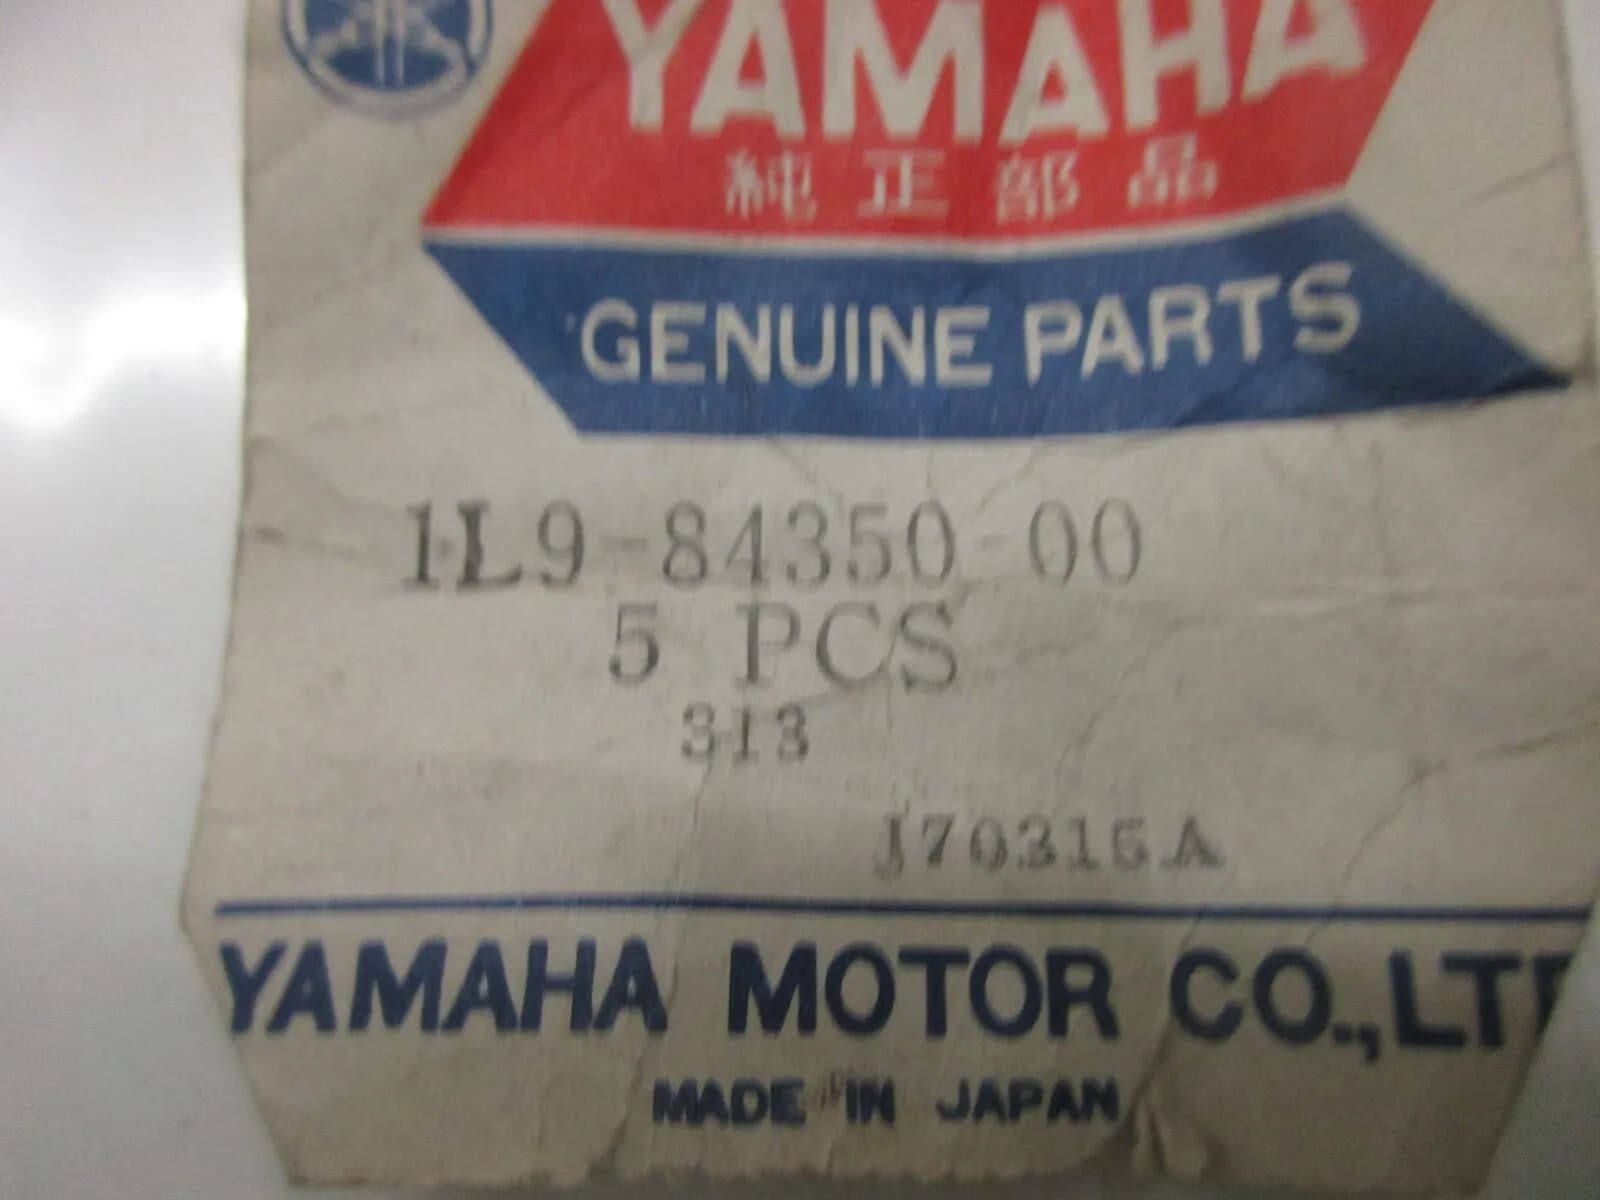 YAMAHA
純正部品
GENUINE PARTS
1L9-84350-00
5 PCS
313
J70315A
YAMAHA MOTOR CO.,LT
MADE IN JAPAN